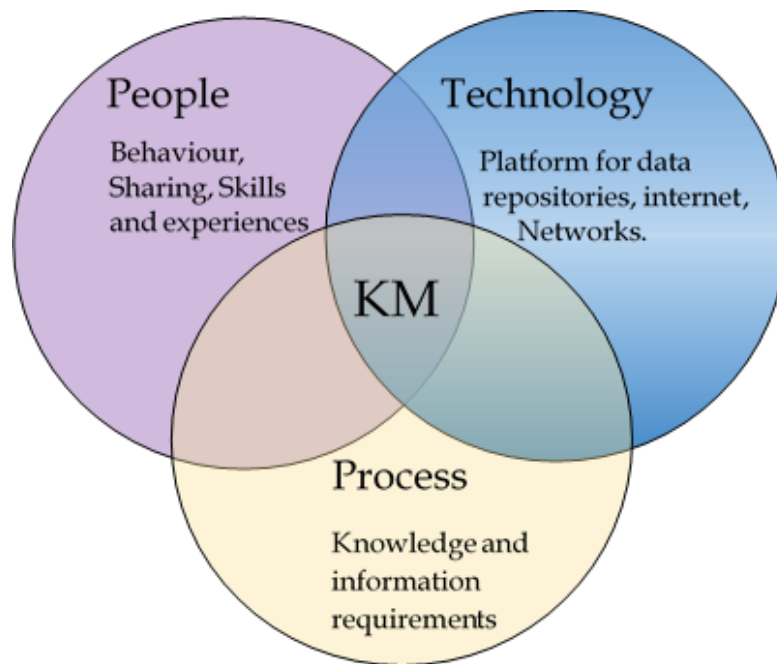 People
Behaviour,
Sharing, Skills
and experiences
Technology
Platform for data
repositories, internet,
Networks.
KM
Process
Knowledge and
information
requirements